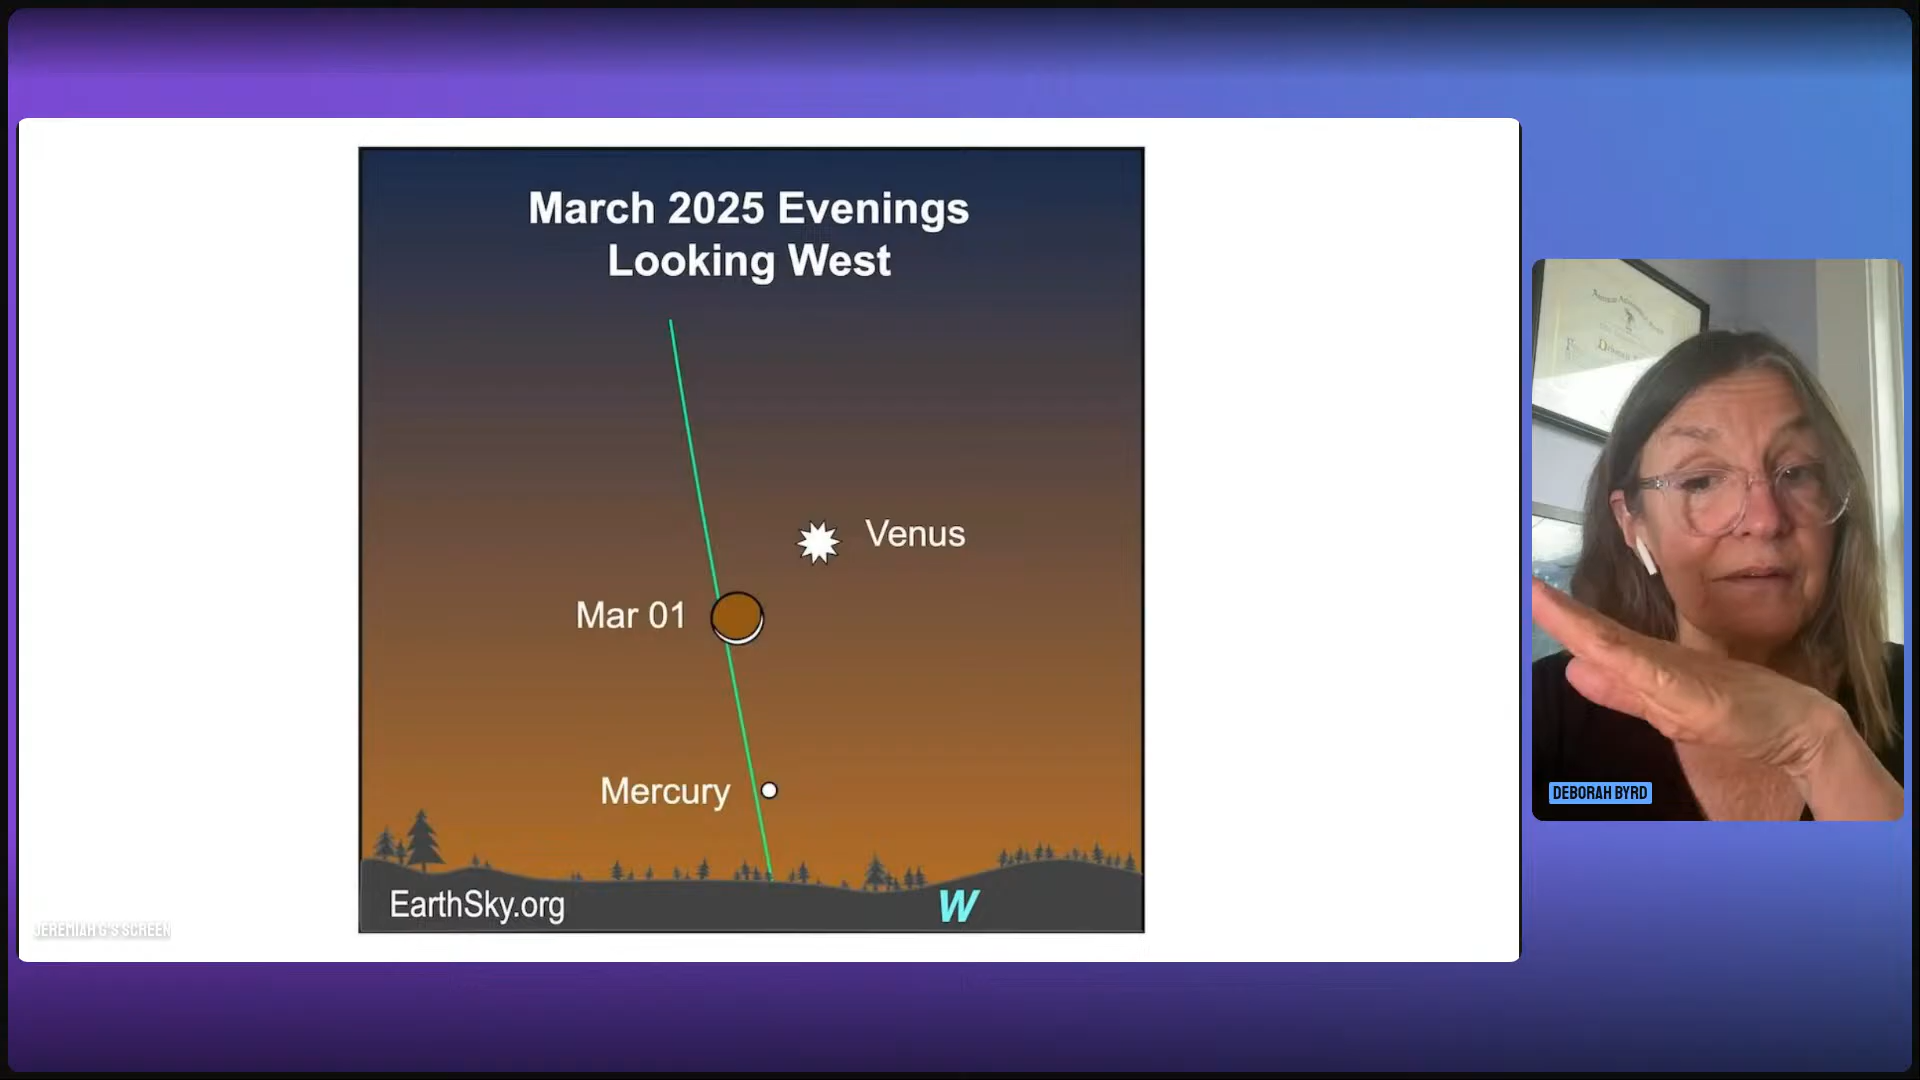 March 2025 Evenings
Looking West
Venus
Mar 01
Mercury
EarthSky.org
W
JEREMIAH G'S SCREEN
DEBORAH BYRD